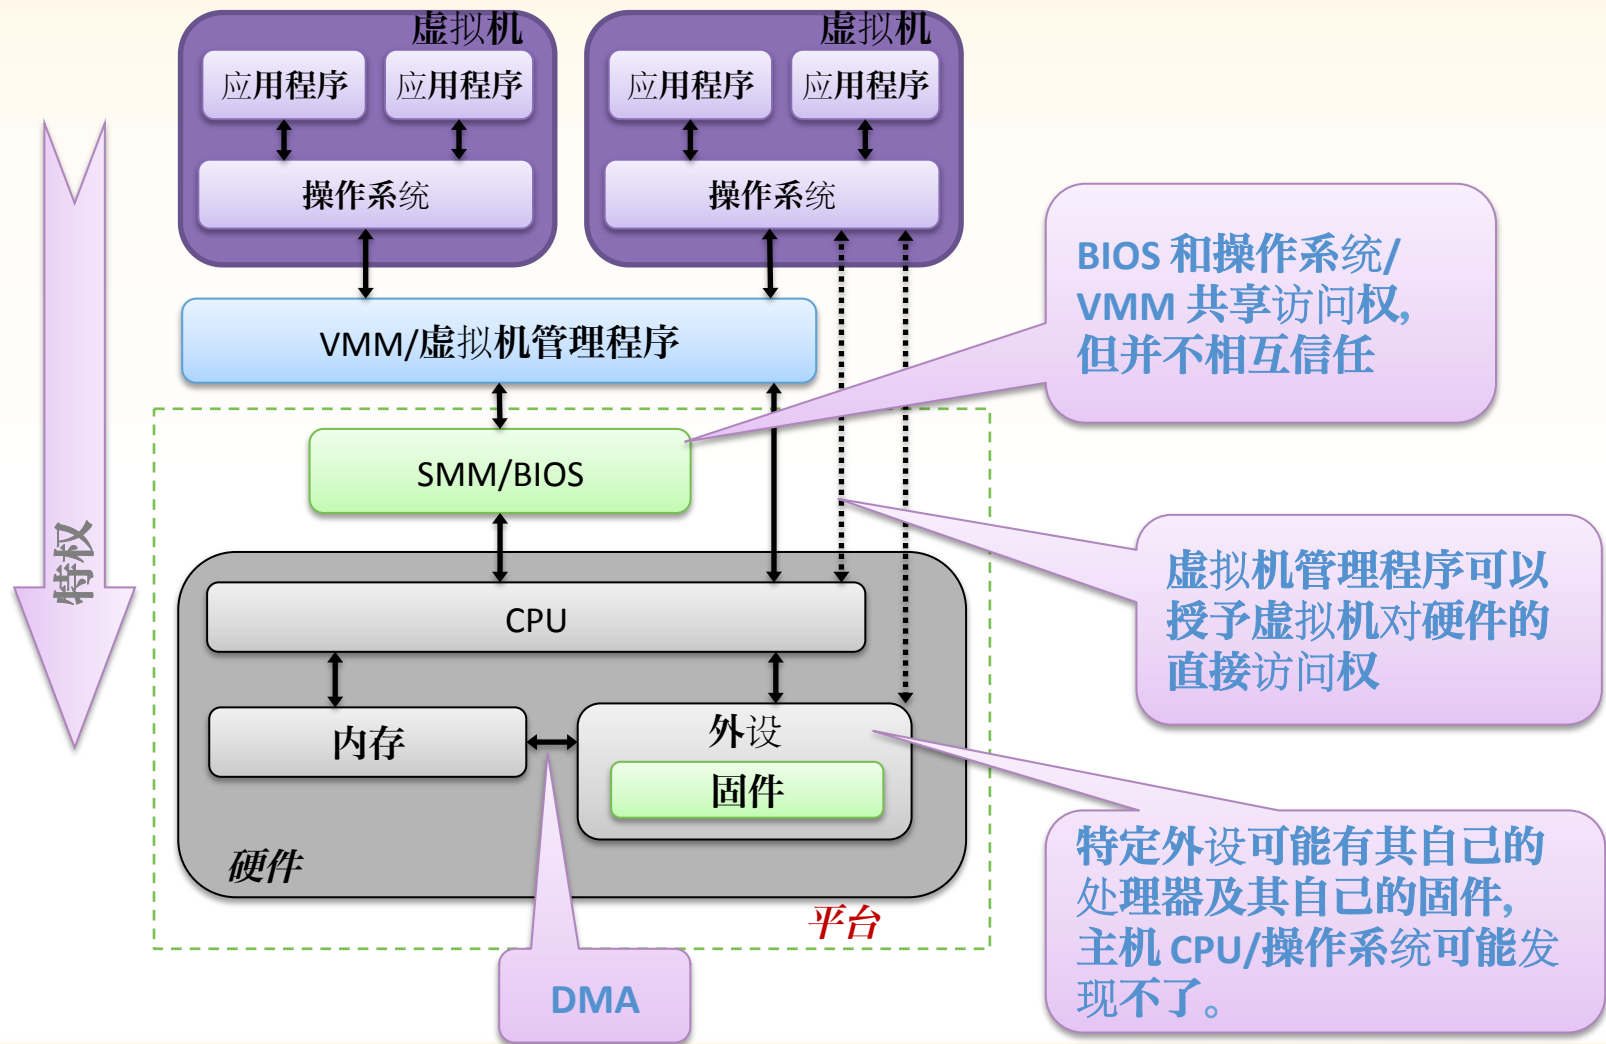 虚拟机
虚拟机
应用程序
应用程序
应用程序
应用程序
操作系统
操作系统
BIOS 和操作系统/
VMM 共享访问权,
但并不相互信任
VMM/虚拟机管理程序
SMM/BIOS
特权
虚拟机管理程序可以
授予虚拟机对硬件的
直接访问权
CPU
内存
外设
固件
硬件
平台
特定外设可能有其自己的
处理器及其自己的固件,
主机 CPU/操作系统可能发
现不了。
DMA